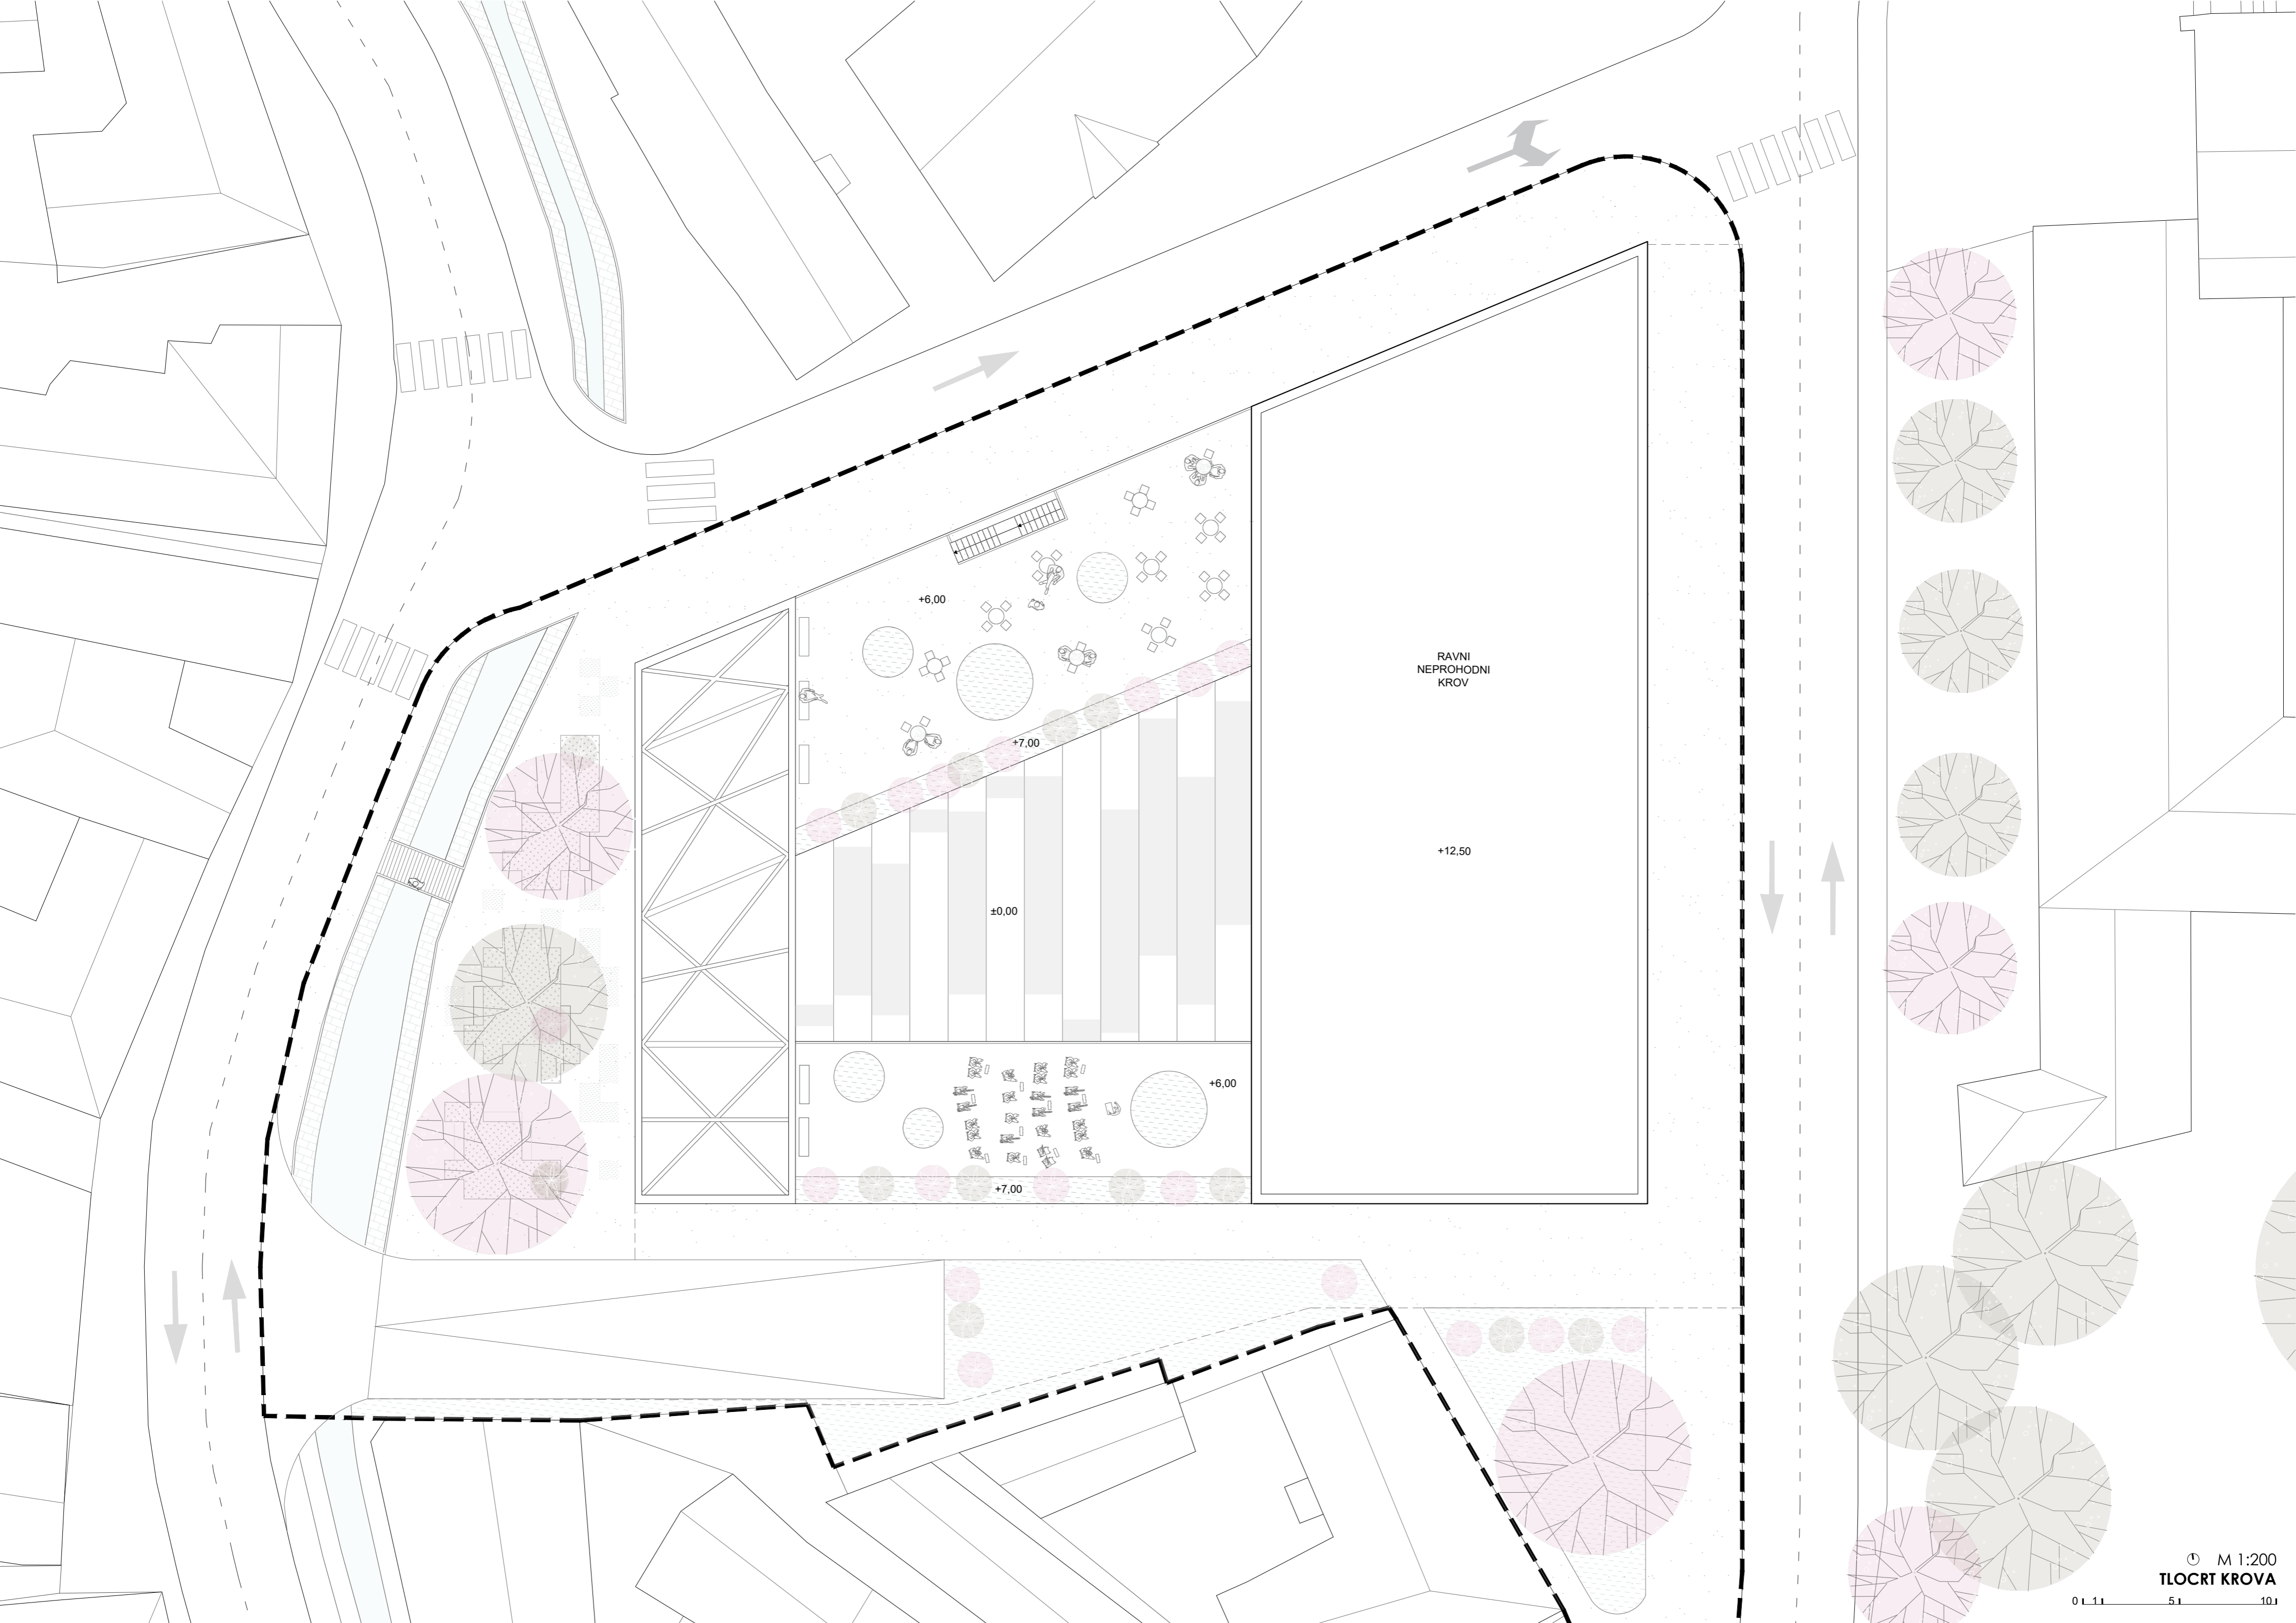 +6,00
RAVNI
NEPROHODNI
KROV
+7,00
+12,50
±0,00
+6,00
+7,00
M 1:200
TLOCRT KROVA
0 1 5 10